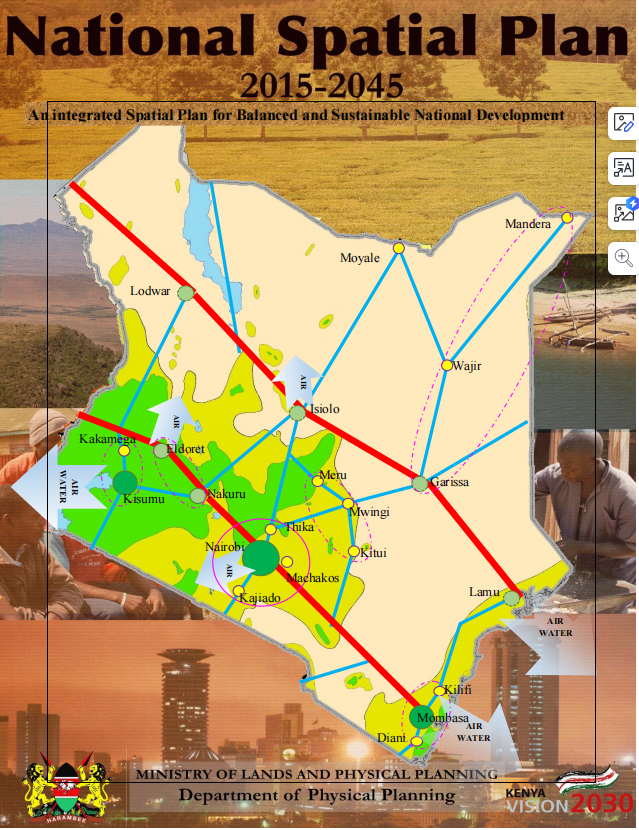 National Spatial Plan
2015-2045
An integrated Spatial Plan for Balanced and Sustainable National Development
Mandera
Moyale
Lodwar
Wajir
AIR
Isiolo
AIR
Kakamega
Eldoret
Meru
Garissa
AIR
WATER
Kisumu
Nakuru
Mwingi
Thika
Nairobi
Kitui
AIR
Machakos
Kajiado
Lamu
AIR
WATER
Kilifi
Mombasa
AIR
WATER
Diani
MINISTRY OF LANDS AND PHYSICAL PLANNING
Department of Physical Planning
HARAMBEE
KENYA
VISION 2030